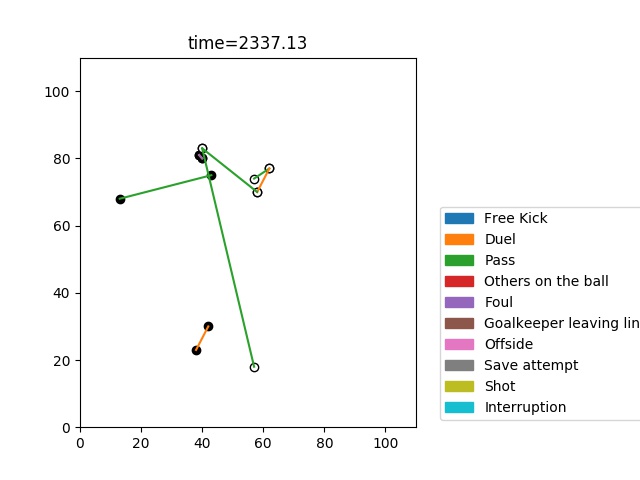 time=2337.13
100
80
60
40
20
0
0 20 40 60 80 100
Free Kick
Duel
Pass
Others on the ball
Foul
Goalkeeper leaving lin
Offside
Save attempt
Shot
Interruption